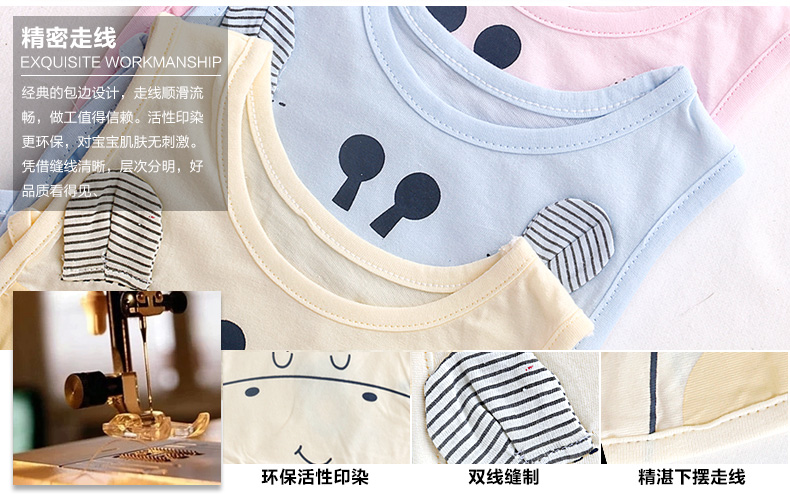 精密走线
EXQUISITE WORKMANSHIP
经典的包边设计，走线顺滑流
畅，做工值得信赖。活性印染
更环保，对宝宝肌肤无刺激。
凭借缝线清晰，层次分明，好
品质看得见、
环保活性印染
双线缝制
精湛下摆走线